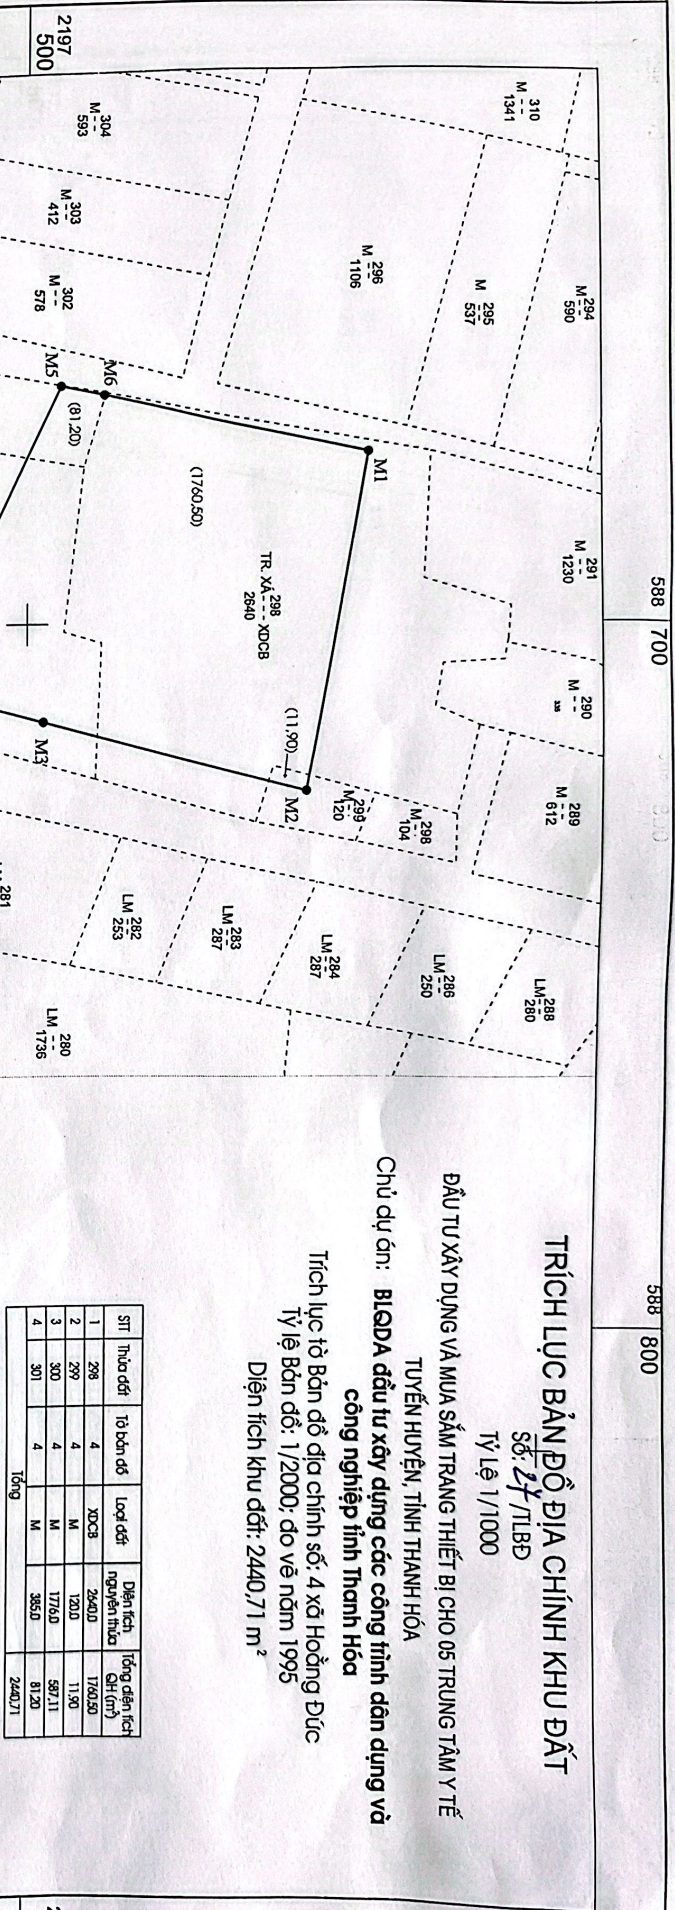 588 700
588 800
2197
500
TRÍCH LỤC BẢN ĐỒ ĐỊA CHÍNH KHU ĐẤT
Số: 27/TLBĐ
Tỷ Lệ 1/1000
ĐẦU TƯ XÂY DỰNG VÀ MUA SẮM TRANG THIẾT BỊ CHO 05 TRUNG TÂM Y TẾ
TUYẾN HUYỆN, TỈNH THANH HÓA
Chủ dự án: BLQDA đầu tư xây dựng các công trình dân dụng và
công nghiệp tỉnh Thanh Hóa
Trích lục tờ Bản đồ địa chính số: 4 xã Hoằng Đức
Tỷ lệ Bản đồ: 1/2000; đo vẽ năm 1995
Diện tích khu đất: 2440,71 m²
STT Thửa đất Tờ bản đồ Loại đất Diện tích nguyên thửa Tổng diện tích QH (m²)
1 298 4 XDCB 2640,0 1760,50
2 299 4 M 120,0 11,90
3 300 4 M 1776,0 587,11
4 301 4 M 385,0 81,20
Tổng 2440,71
M 310 1341
M 294 590
M 295 537
M 296 1106
M 304 593
M 303 412
M 302 578
M 291 1230
M 290
M 289 612
M 298 104
M 299 120
M1
M2
M3
M5
M6
(81,20)
(1760,50)
TR. XÁ 298 XDCB
2640
(11,90)
LM 288 280
LM 286 250
LM 284 287
LM 283 287
LM 282 253
281
LM 280 1736